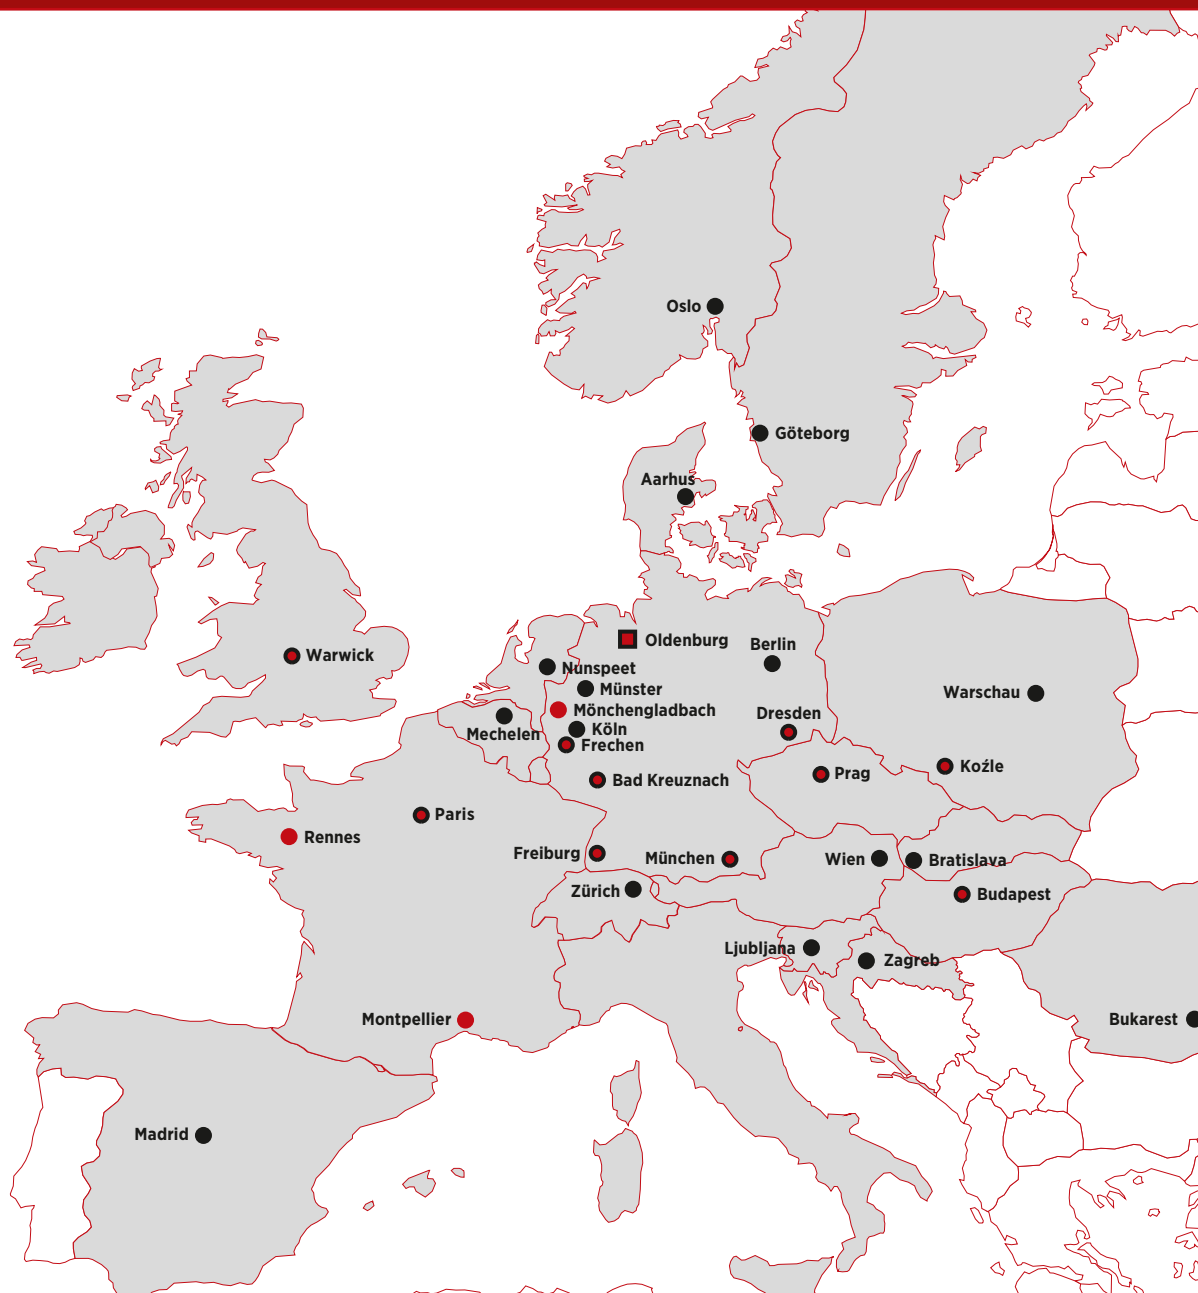 Oslo
Göteborg
Aarhus
Oldenburg
Berlin
Warwick
Nunspeet
Münster
Warschau
Mönchengladbach
Dresden
Köln
Mechelen
Frechen
Koźle
Prag
Bad Kreuznach
Paris
Rennes
Freiburg
München
Wien
Bratislava
Zürich
Budapest
Ljubljana
Zagreb
Montpellier
Bukarest
Madrid